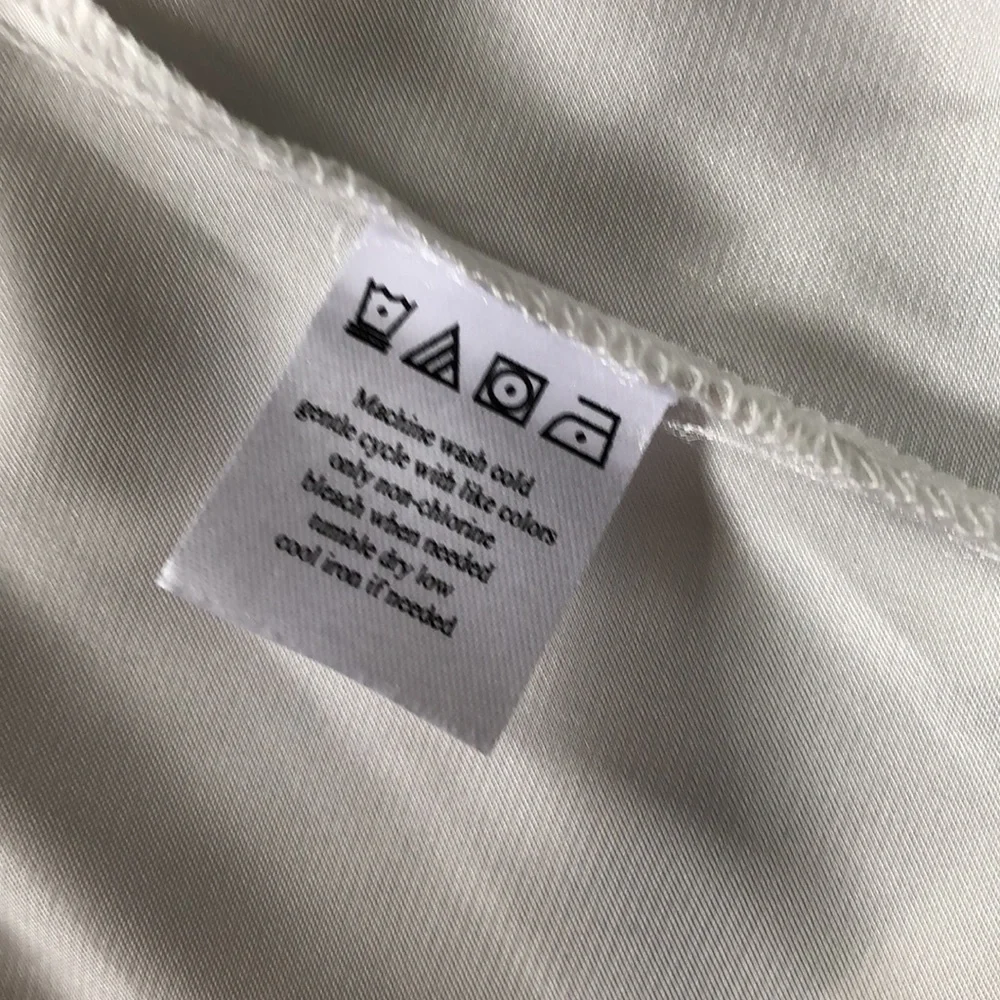 Machine wash cold
gentle cycle with like colors
only non-chlorine
bleach when needed
tumble dry low
cool iron if needed